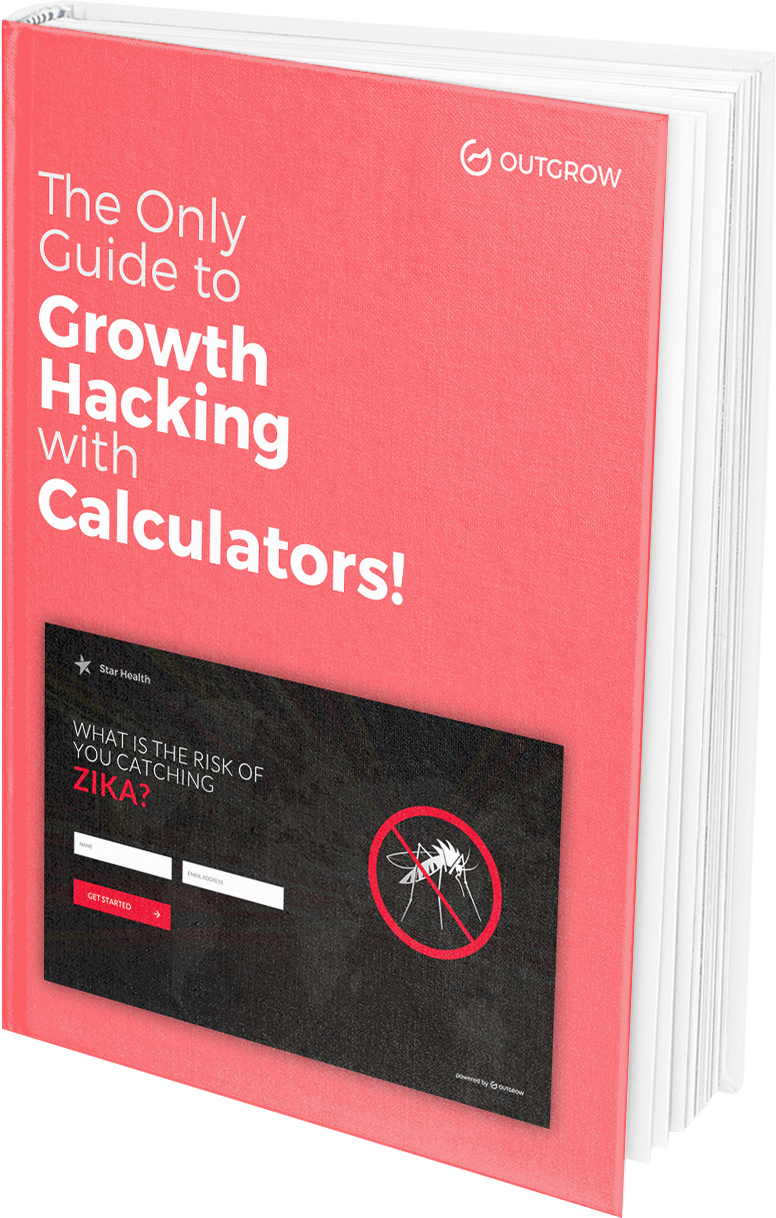 OUTGROW
The Only
Guide to
Growth
Hacking
with
Calculators!
Star Health
WHAT IS THE RISK OF
YOU CATCHING
ZIKA?
NAME
EMAIL ADDRESS
GET STARTED
powered by OUTGROW